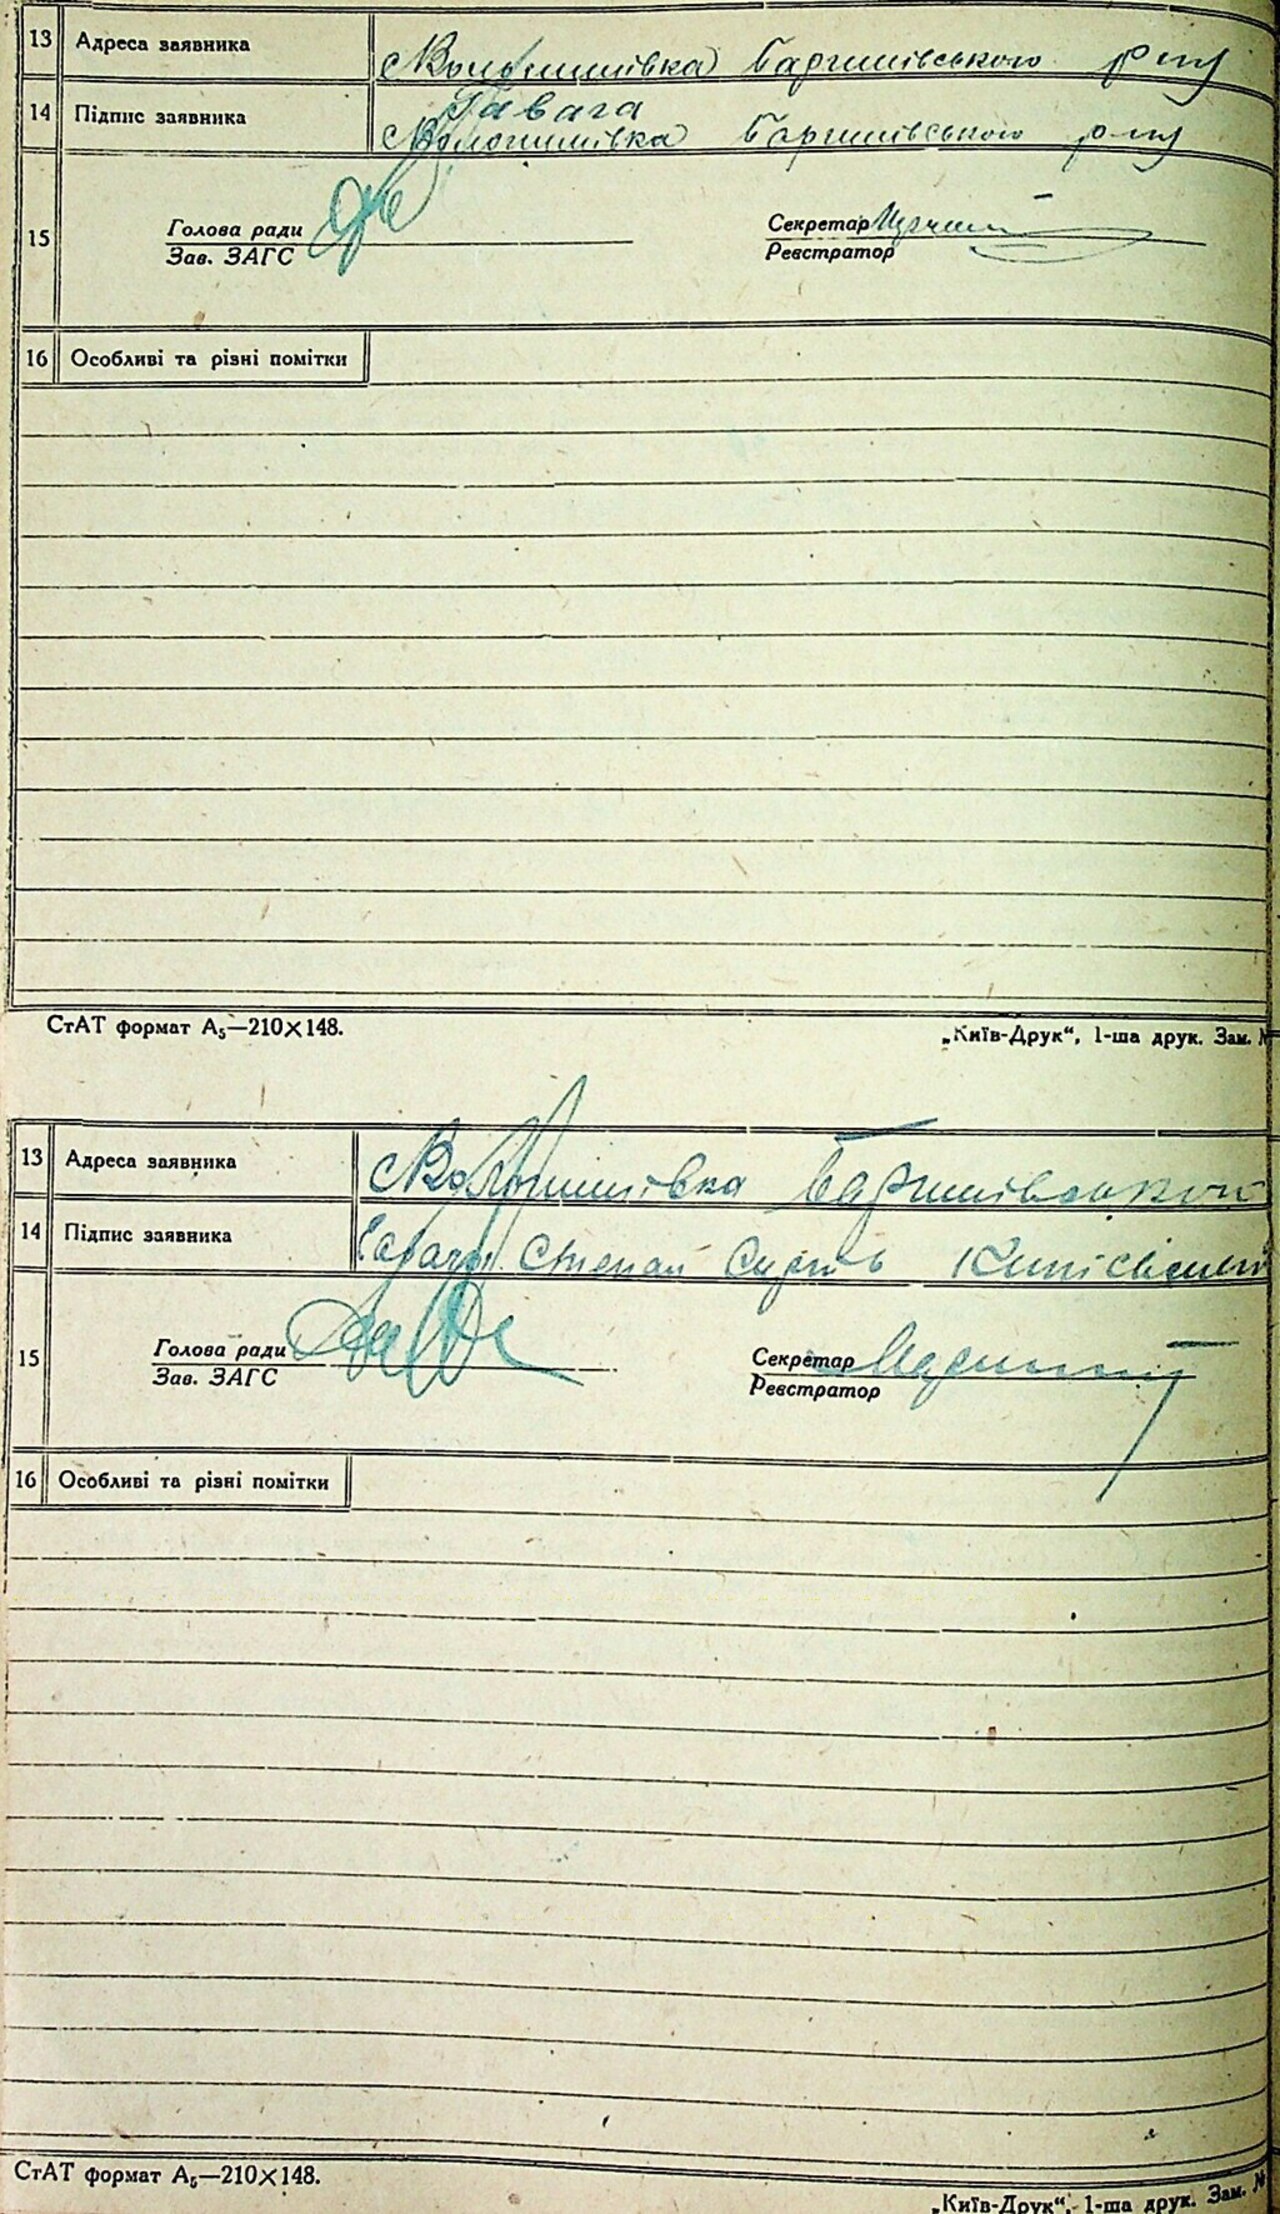 13 Адреса заявника Волошинівка Баришівського р-ну
14 Підпис заявника Гавага
Волошинівка Баришівського р-ну
15 Голова ради
Зав. ЗАГС
Секретар
Реєстратор
16 Особливі та різні помітки
СтАТ формат А₅—210×148.
„Київ-Друк“, 1-ша друк. Зам. №
13 Адреса заявника Волошинівка Баришівського
14 Підпис заявника Степан
15 Голова ради
Зав. ЗАГС
Секретар
Реєстратор
16 Особливі та різні помітки
СтАТ формат А₅—210×148.
„Київ-Друк“, 1-ша друк. Зам. №